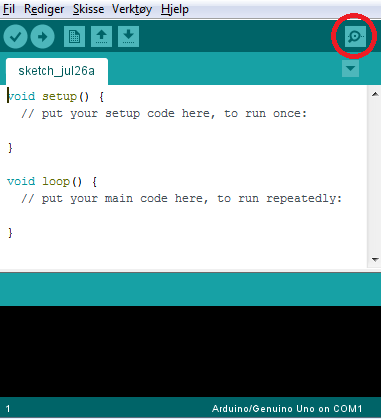 Fil Rediger Skisse Verktøy Hjelp
sketch_jul26a
void setup() {
// put your setup code here, to run once:
}
void loop() {
// put your main code here, to run repeatedly:
}
1 Arduino/Genuino Uno on COM1